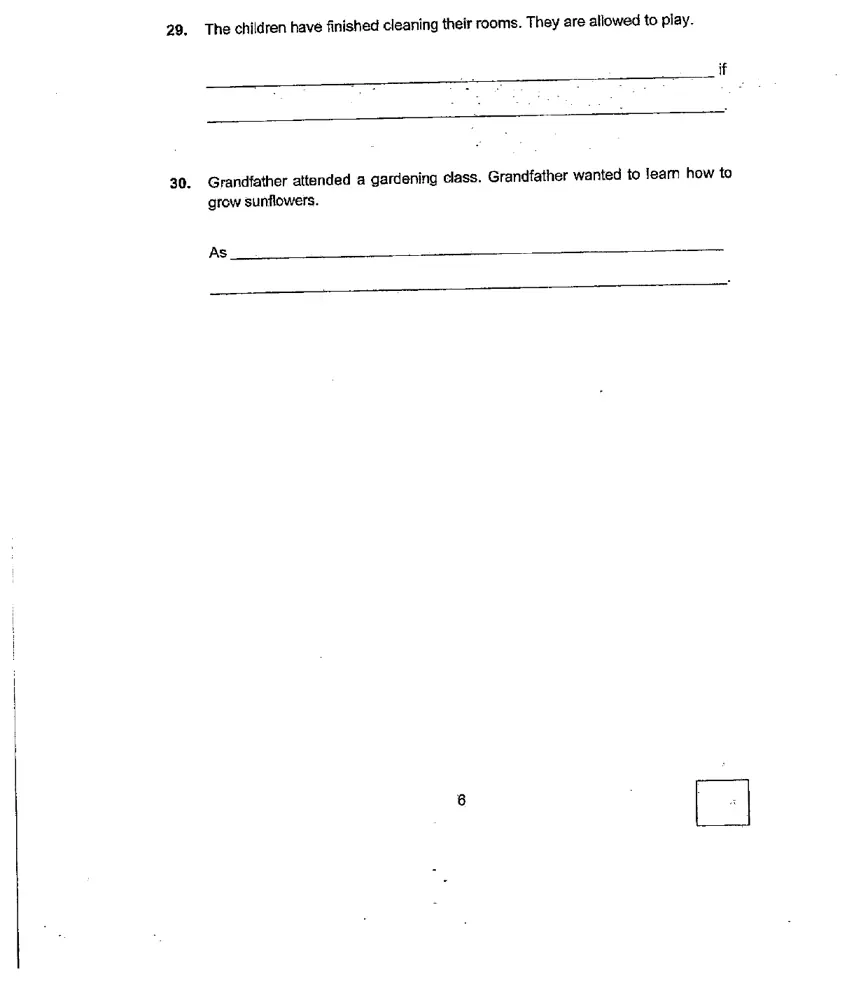 29. The children have finished cleaning their rooms. They are allowed to play.
if
.
30. Grandfather attended a gardening class. Grandfather wanted to learn how to
grow sunflowers.
As
.
6